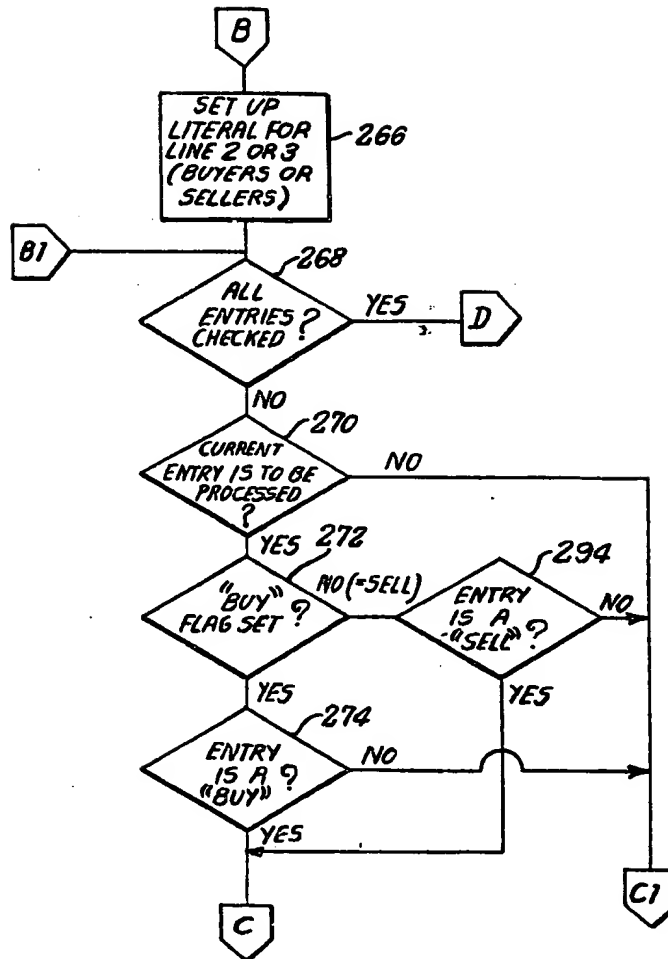 B
SET UP
LITERAL FOR
LINE 2 OR 3
(BUYERS OR
SELLERS)
266
B1
268
ALL
ENTRIES
CHECKED ?
YES
D
NO
270
CURRENT
ENTRY IS TO BE
PROCESSED
?
NO
YES
272
"BUY" ?
FLAG SET
NO (=SELL)
294
ENTRY
IS A ?
"SELL"
NO
YES
YES
274
ENTRY
IS A ?
"BUY"
NO
YES
C
C1